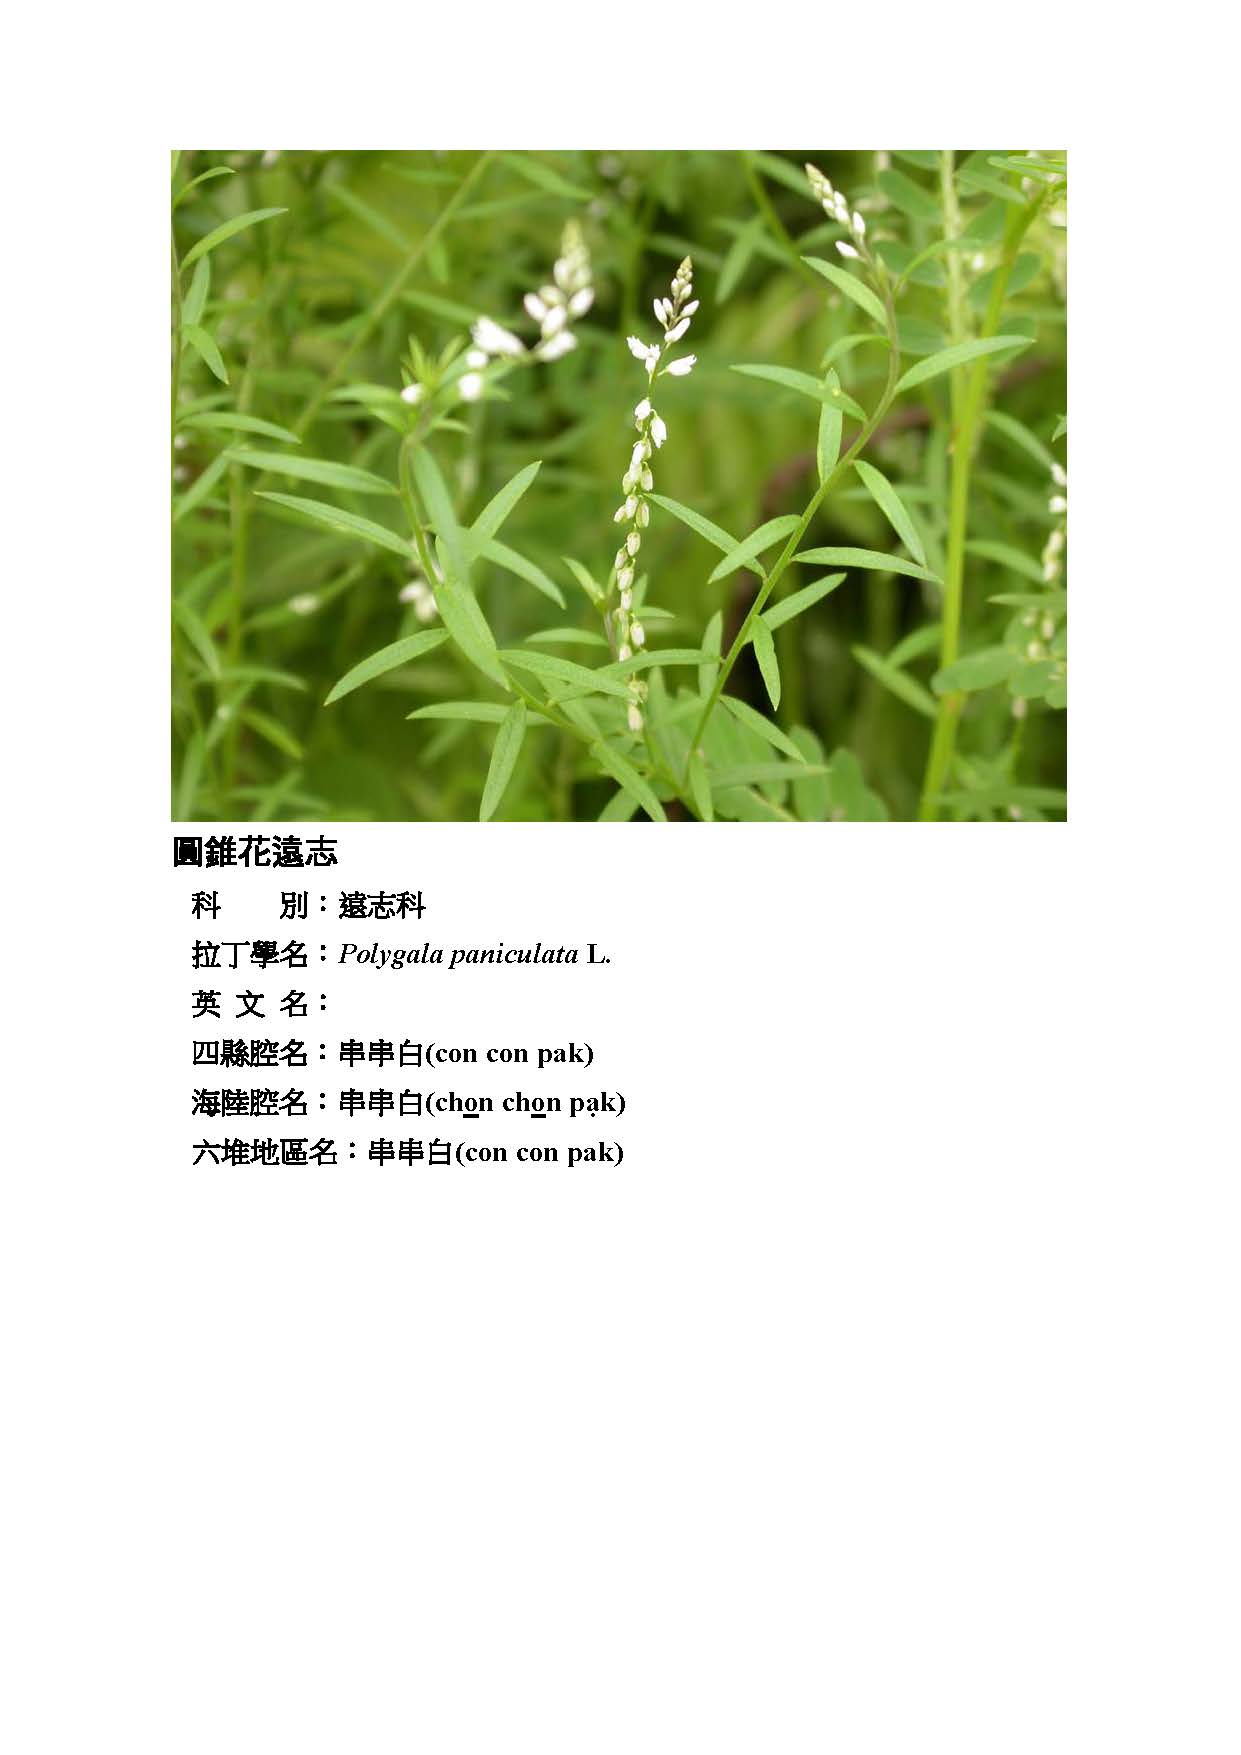 圓錐花遠志
科　　別：遠志科
拉丁學名：Polygala paniculata L.
英 文 名：
四縣腔名：串串白(con con pak)
海陸腔名：串串白(cho̲n cho̲n pạk)
六堆地區名：串串白(con con pak)